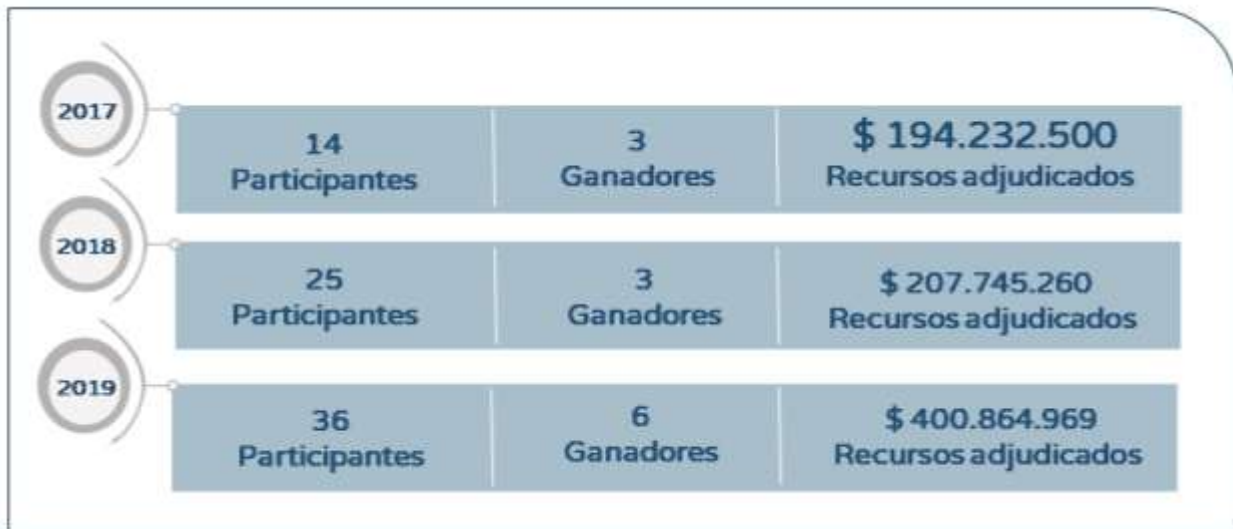 2017
14
Participantes
3
Ganadores
$ 194.232.500
Recursos adjudicados
2018
25
Participantes
3
Ganadores
$ 207.745.260
Recursos adjudicados
2019
36
Participantes
6
Ganadores
$ 400.864.969
Recursos adjudicados